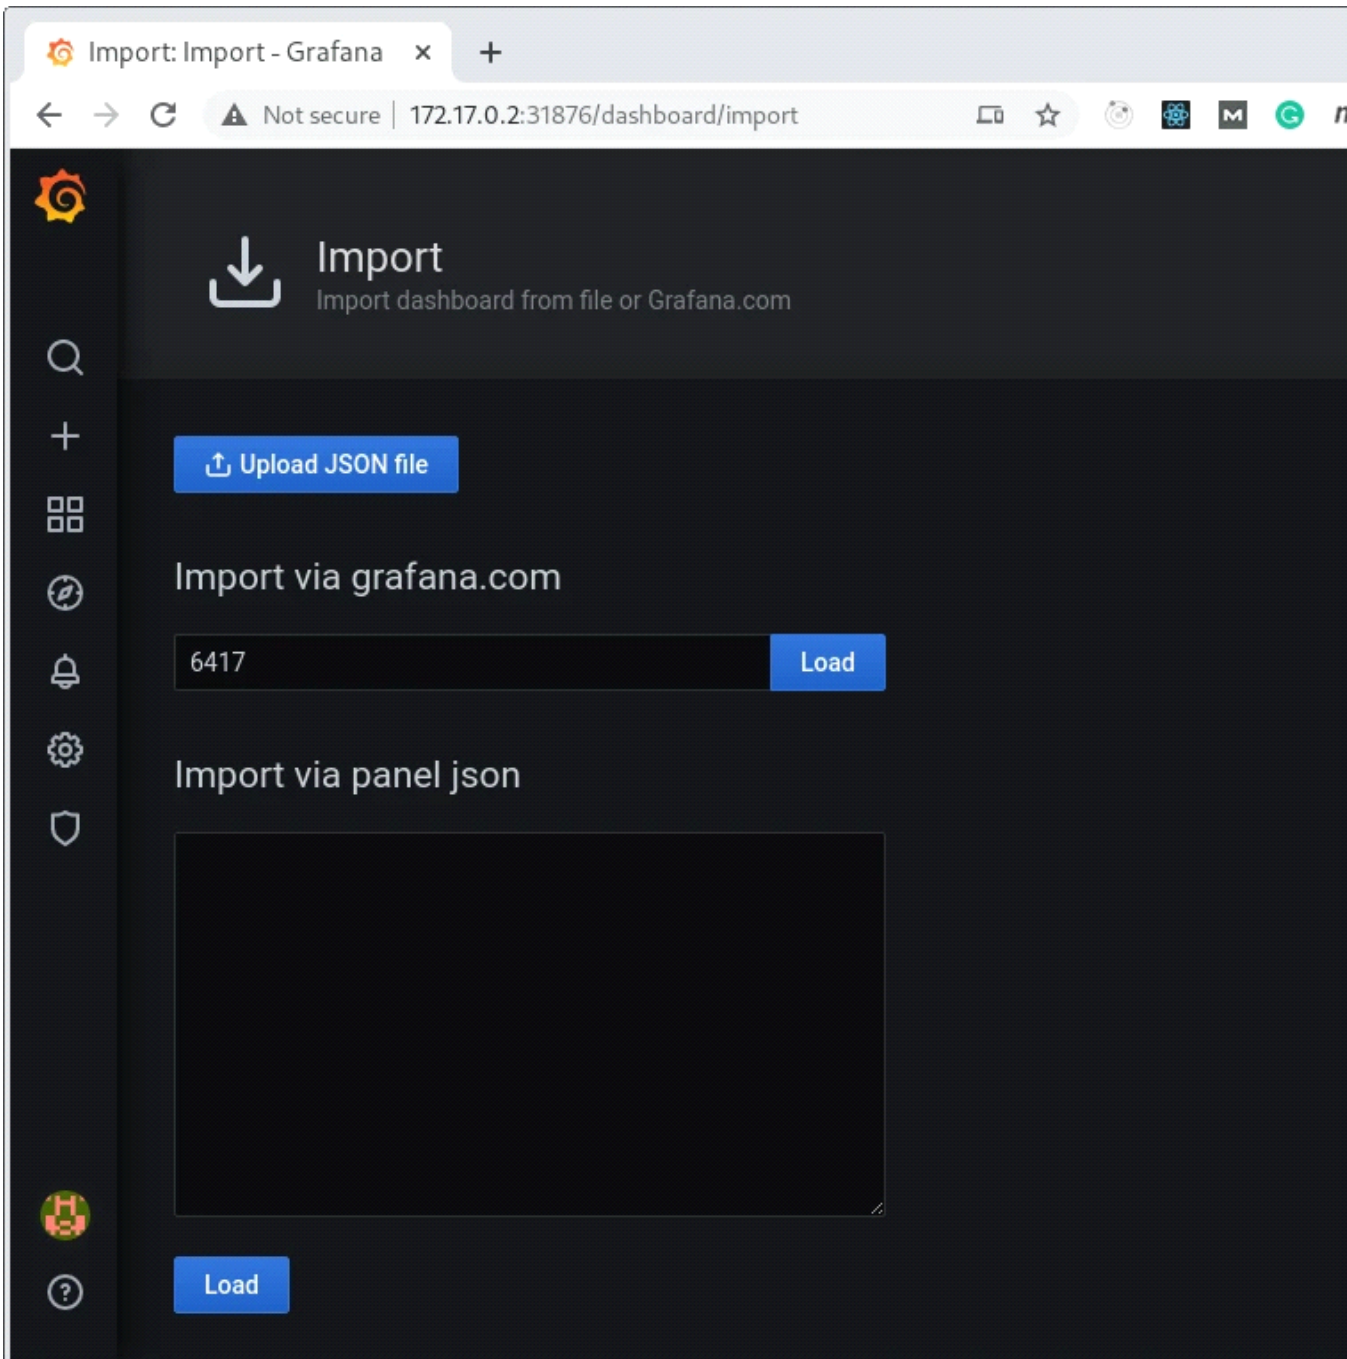 Import: Import - Grafana
Not secure | 172.17.0.2:31876/dashboard/import
Import
Import dashboard from file or Grafana.com
Upload JSON file
Import via grafana.com
6417 Load
Import via panel json
Load